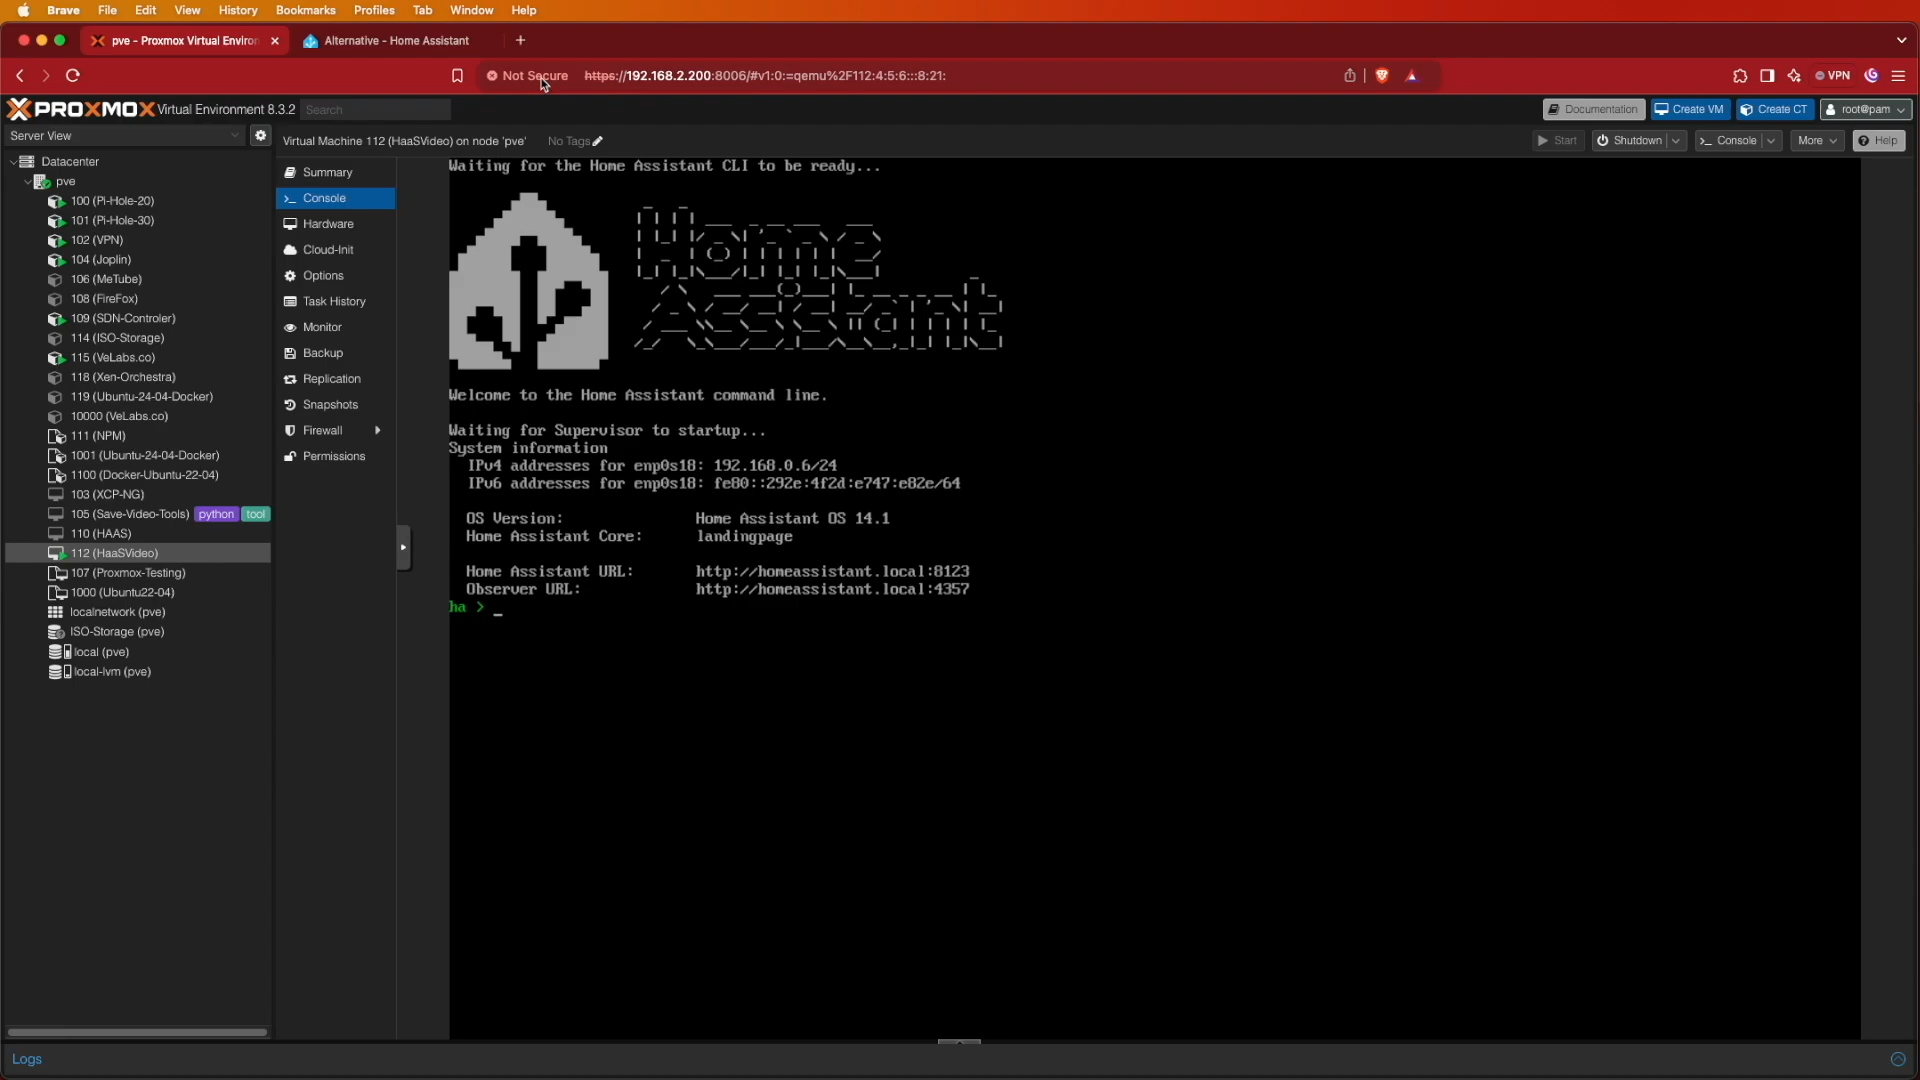 Brave File Edit View History Bookmarks Profiles Tab Window Help
pve - Proxmox Virtual Environ
Alternative - Home Assistant
Not Secure https://192.168.2.200:8006/#v1:0:=qemu%2F112:4:5:6:::8:21:
VPN
PROXMOX Virtual Environment 8.3.2 Search
Documentation Create VM Create CT root@pam
Server View
Virtual Machine 112 (HaaSVideo) on node 'pve' No Tags
Start Shutdown Console More Help
Datacenter
pve
100 (Pi-Hole-20)
101 (Pi-Hole-30)
102 (VPN)
104 (Joplin)
106 (MeTube)
108 (FireFox)
109 (SDN-Controler)
114 (ISO-Storage)
115 (VeLabs.co)
118 (Xen-Orchestra)
119 (Ubuntu-24-04-Docker)
10000 (VeLabs.co)
111 (NPM)
1001 (Ubuntu-24-04-Docker)
1100 (Docker-Ubuntu-22-04)
103 (XCP-NG)
105 (Save-Video-Tools) python tool
110 (HAAS)
112 (HaaSVideo)
107 (Proxmox-Testing)
1000 (Ubuntu22-04)
localnetwork (pve)
ISO-Storage (pve)
local (pve)
local-lvm (pve)
Summary
Console
Hardware
Cloud-Init
Options
Task History
Monitor
Backup
Replication
Snapshots
Firewall
Permissions
Waiting for the Home Assistant CLI to be ready...
Home
Assistant
Welcome to the Home Assistant command line.
Waiting for Supervisor to startup...
System information
IPv4 addresses for enp0s18: 192.168.0.6/24
IPv6 addresses for enp0s18: fe80::292e:4f2d:e747:e82e/64
OS Version: Home Assistant OS 14.1
Home Assistant Core: landingpage
Home Assistant URL: http://homeassistant.local:8123
Observer URL: http://homeassistant.local:4357
ha > _
Logs